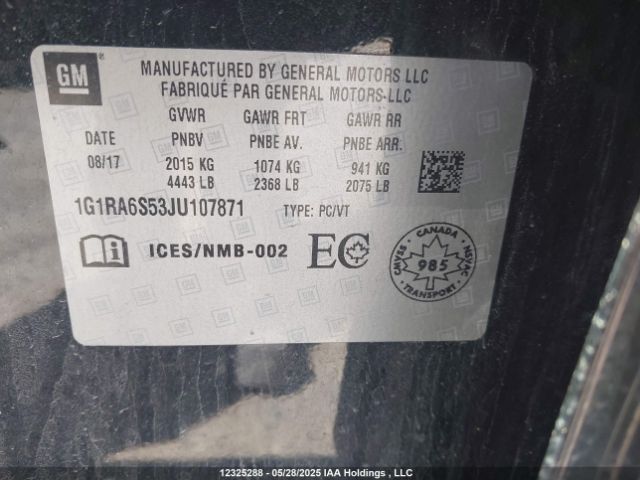 GM
MANUFACTURED BY GENERAL MOTORS LLC
FABRIQUÉ PAR GENERAL MOTORS-LLC
GVWR GAWR FRT GAWR RR
DATE PNBV PNBE AV. PNBE ARR.
08/17 2015 KG 1074 KG 941 KG
4443 LB 2368 LB 2075 LB
1G1RA6S53JU107871 TYPE: PC/VT
ICES/NMB-002 EC
CANADA
CMVSS 985 NSVAC
TRANSPORT
12325288 - 05/28/2025 IAA Holdings , LLC